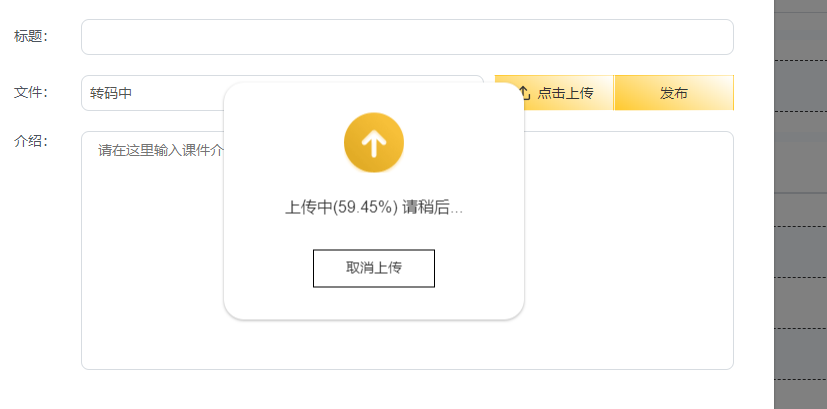 标题：
文件：
转码中
点击上传
发布
介绍：
请在这里输入课件介
上传中(59.45%) 请稍后...
取消上传